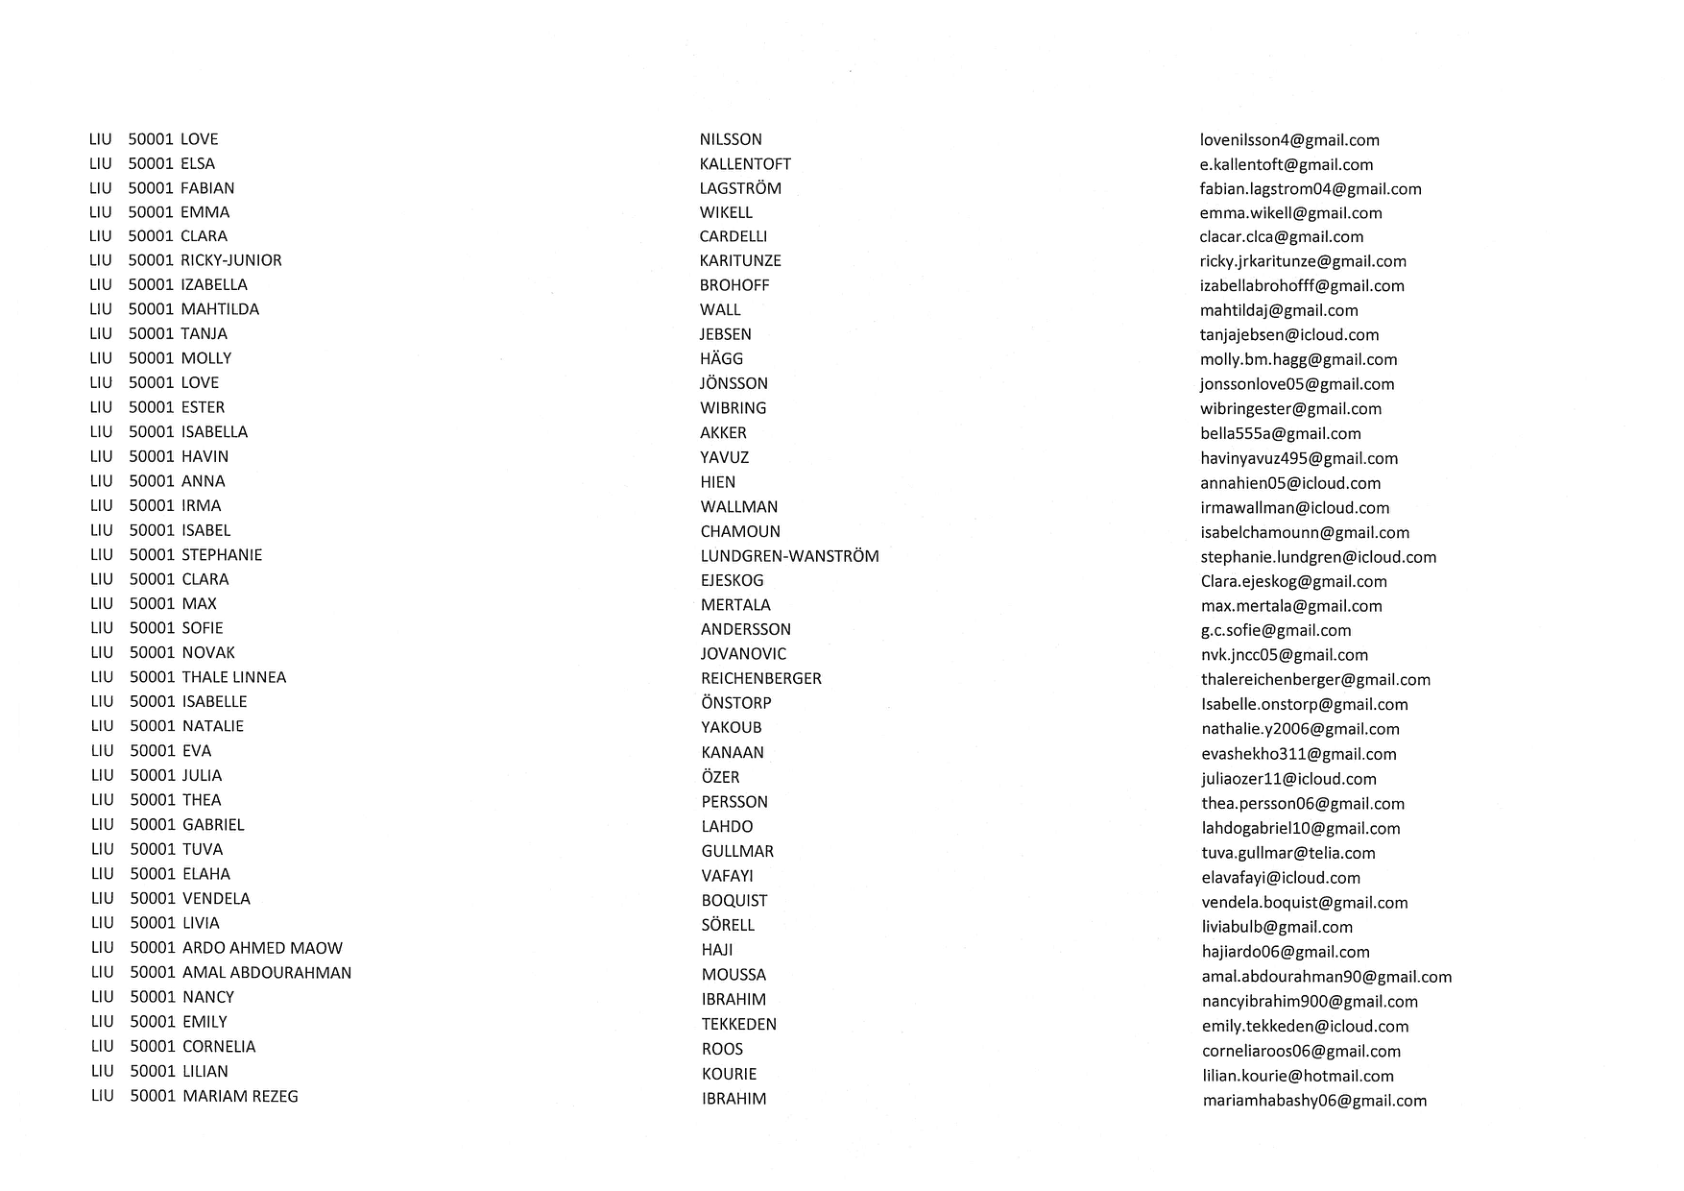 LIU 50001 LOVE NILSSON lovenilsson4@gmail.com
LIU 50001 ELSA KALLENTOFT e.kallentoft@gmail.com
LIU 50001 FABIAN LAGSTRÖM fabian.lagstrom04@gmail.com
LIU 50001 EMMA WIKELL emma.wikell@gmail.com
LIU 50001 CLARA CARDELLI clacar.clca@gmail.com
LIU 50001 RICKY-JUNIOR KARITUNZE ricky.jrkaritunze@gmail.com
LIU 50001 IZABELLA BROHOFF izabellabrohofff@gmail.com
LIU 50001 MAHTILDA WALL mahtildaj@gmail.com
LIU 50001 TANJA JEBSEN tanjajebsen@icloud.com
LIU 50001 MOLLY HÄGG molly.bm.hagg@gmail.com
LIU 50001 LOVE JÖNSSON jonssonlove05@gmail.com
LIU 50001 ESTER WIBRING wibringester@gmail.com
LIU 50001 ISABELLA AKKER bella555a@gmail.com
LIU 50001 HAVIN YAVUZ havinyavuz495@gmail.com
LIU 50001 ANNA HIEN annahien05@icloud.com
LIU 50001 IRMA WALLMAN irmawallman@icloud.com
LIU 50001 ISABEL CHAMOUN isabelchamounn@gmail.com
LIU 50001 STEPHANIE LUNDGREN-WANSTRÖM stephanie.lundgren@icloud.com
LIU 50001 CLARA EJESKOG Clara.ejeskog@gmail.com
LIU 50001 MAX MERTALA max.mertala@gmail.com
LIU 50001 SOFIE ANDERSSON g.c.sofie@gmail.com
LIU 50001 NOVAK JOVANOVIC nvk.jncc05@gmail.com
LIU 50001 THALE LINNEA REICHENBERGER thalereichenberger@gmail.com
LIU 50001 ISABELLE ÖNSTORP Isabelle.onstorp@gmail.com
LIU 50001 NATALIE YAKOUB nathalie.y2006@gmail.com
LIU 50001 EVA KANAAN evashekho311@gmail.com
LIU 50001 JULIA ÖZER juliaozer11@icloud.com
LIU 50001 THEA PERSSON thea.persson06@gmail.com
LIU 50001 GABRIEL LAHDO lahdogabriel10@gmail.com
LIU 50001 TUVA GULLMAR tuva.gullmar@telia.com
LIU 50001 ELAHA VAFAYI elavafayi@icloud.com
LIU 50001 VENDELA BOQUIST vendela.boquist@gmail.com
LIU 50001 LIVIA SÖRELL liviabulb@gmail.com
LIU 50001 ARDO AHMED MAOW HAJI hajiardo06@gmail.com
LIU 50001 AMAL ABDOURAHMAN MOUSSA amal.abdourahman90@gmail.com
LIU 50001 NANCY IBRAHIM nancyibrahim900@gmail.com
LIU 50001 EMILY TEKKEDEN emily.tekkeden@icloud.com
LIU 50001 CORNELIA ROOS corneliaroos06@gmail.com
LIU 50001 LILIAN KOURIE lilian.kourie@hotmail.com
LIU 50001 MARIAM REZEG IBRAHIM mariamhabashy06@gmail.com